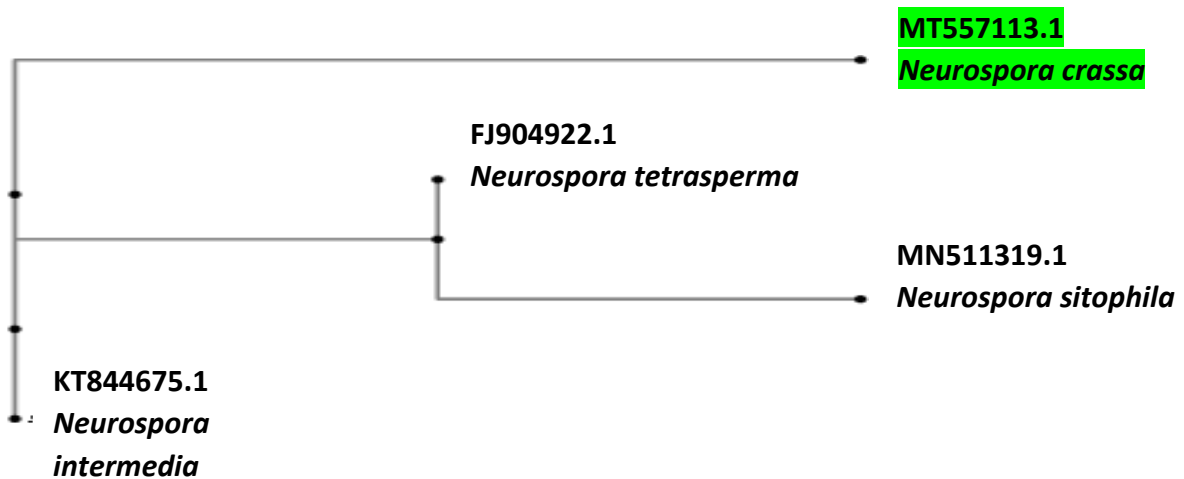 MT557113.1
Neurospora crassa
FJ904922.1
Neurospora tetrasperma
MN511319.1
Neurospora sitophila
KT844675.1
Neurospora
intermedia